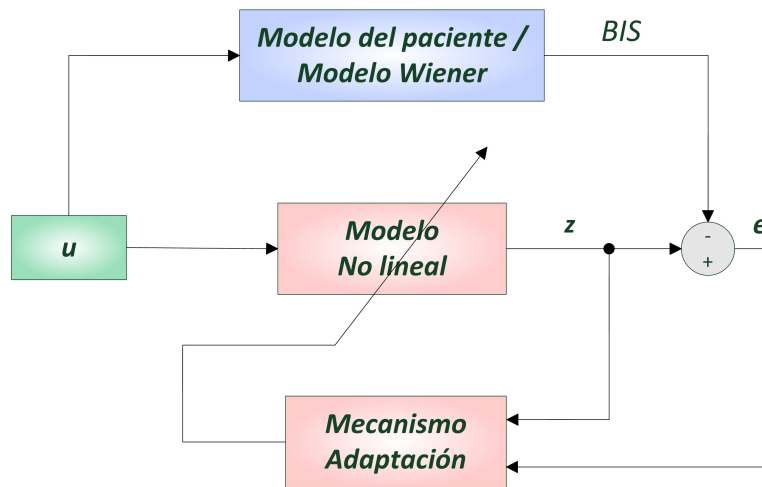 Modelo del paciente /
Modelo Wiener
BIS
u
Modelo
No lineal
z
-
+
e
Mecanismo
Adaptación